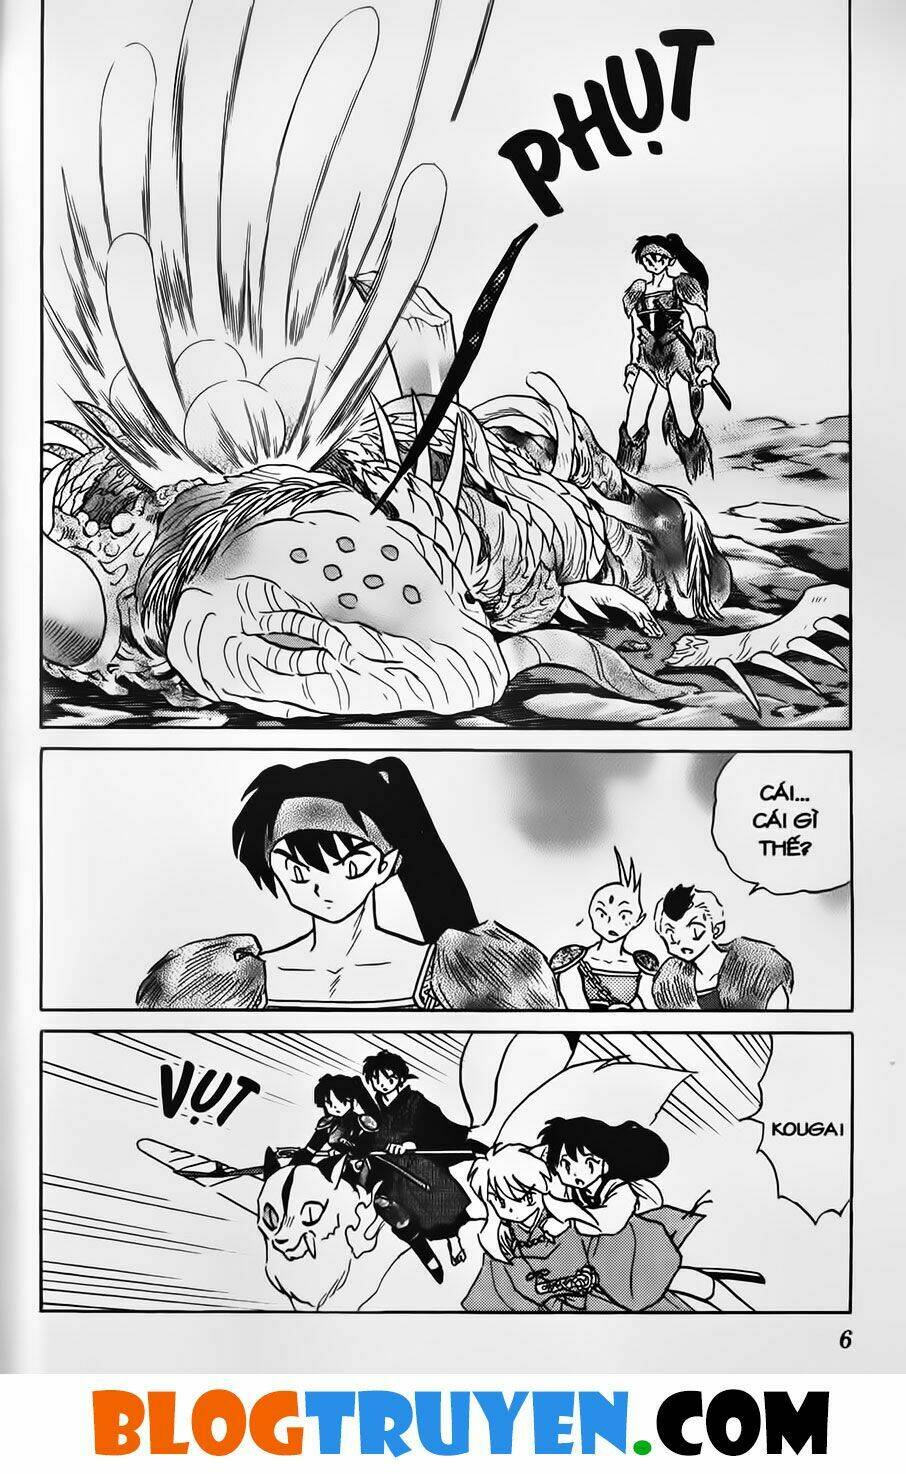 PHỤT
CÁI...
CÁI GÌ
THẾ?
VỤT
KOUGA!
6
BLOGTRUYEN.COM